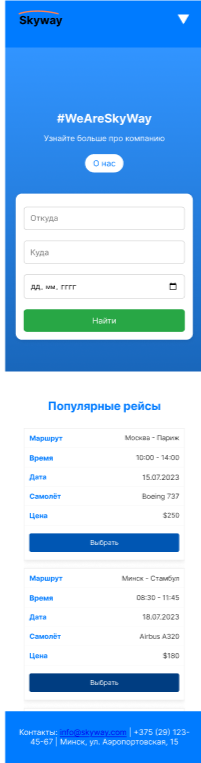 Skyway
#WeAreSkyWay
Узнайте больше про компанию
О нас
Откуда
Куда
дд, мм, гггг
Найти
Популярные рейсы
Маршрут Москва - Париж
Время 10:00 - 14:00
Дата 15.07.2023
Самолёт Boeing 737
Цена $250
Выбрать
Маршрут Минск - Стамбул
Время 08:30 - 11:45
Дата 18.07.2023
Самолёт Airbus A320
Цена $180
Выбрать
Контакты: info@skyway.com | +375 (29) 123-
45-67 | Минск, ул. Аэропортовская, 15